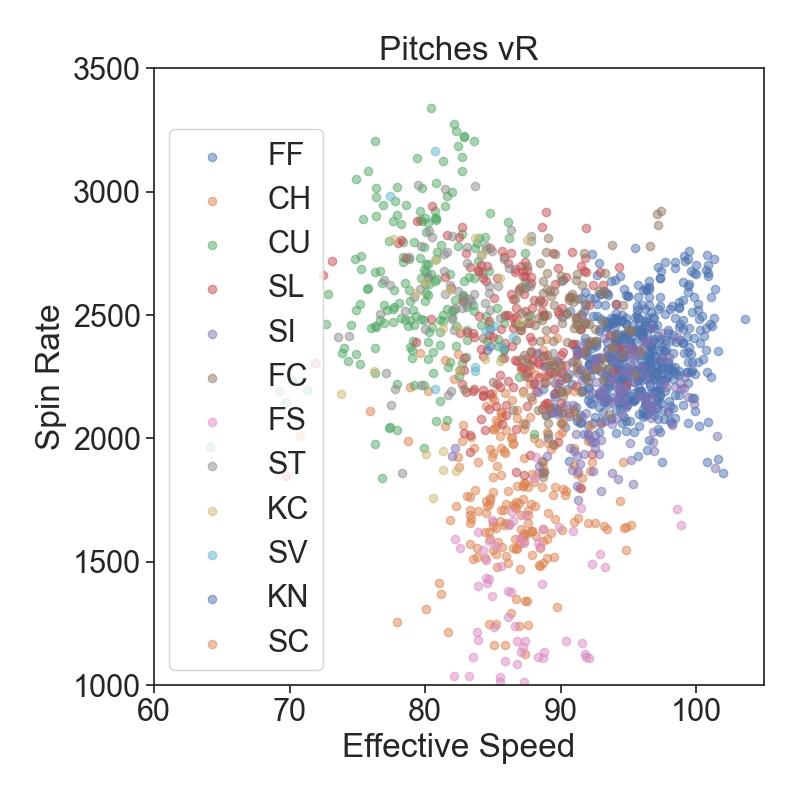 Pitches vR
3500
3000
2500
2000
1500
1000
Spin Rate
FF
CH
CU
SL
SI
FC
FS
ST
KC
SV
KN
SC
60
70
80
90
100
Effective Speed